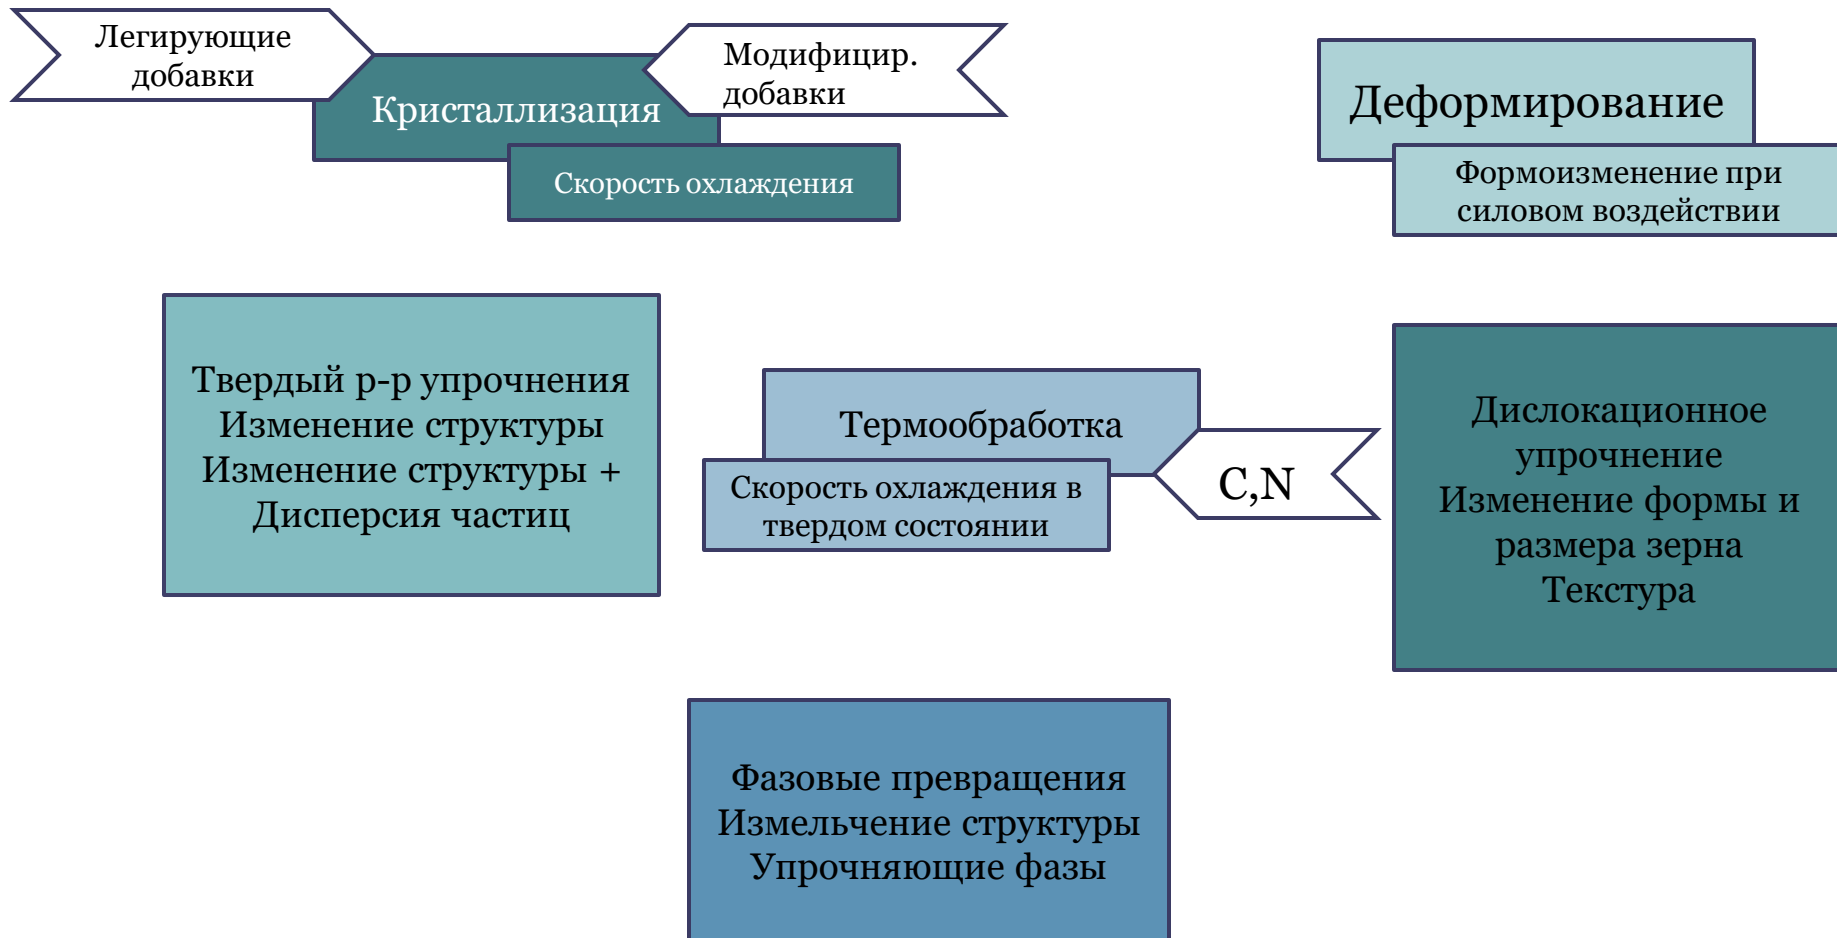 Легирующие
добавки
Кристаллизация
Модифицир.
добавки
Скорость охлаждения
Деформирование
Формоизменение при
силовом воздействии
Твердый р-р упрочнения
Изменение структуры
Изменение структуры +
Дисперсия частиц
Термообработка
Скорость охлаждения в
твердом состоянии
C,N
Дислокационное
упрочнение
Изменение формы и
размера зерна
Текстура
Фазовые превращения
Измельчение структуры
Упрочняющие фазы